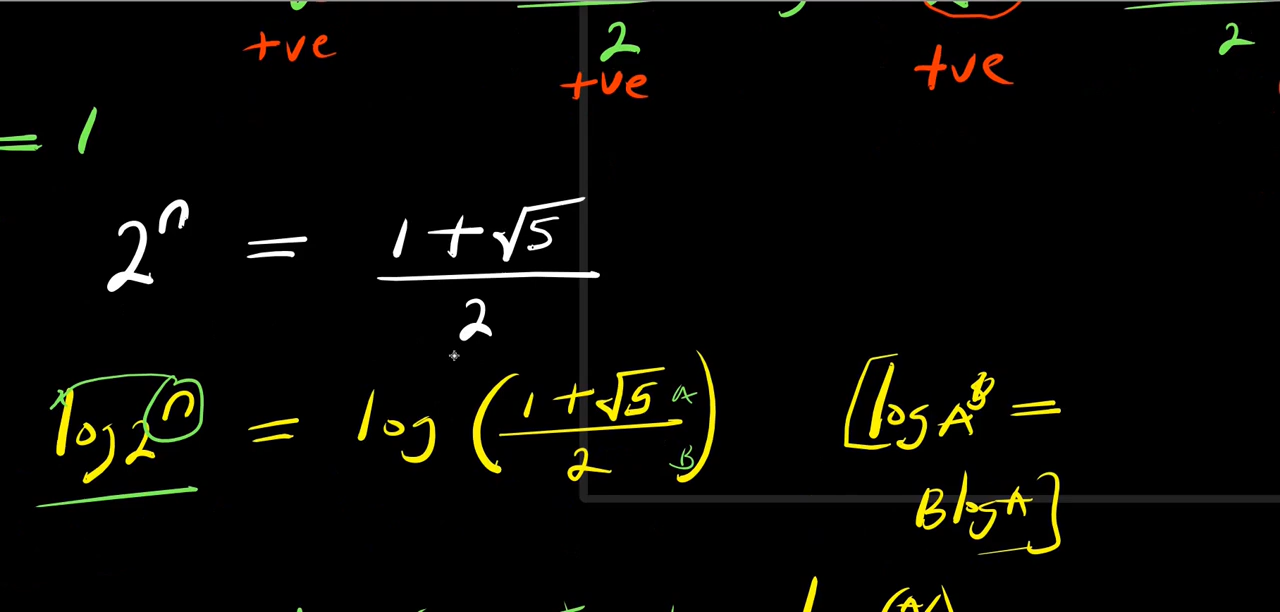 +ve +ve +ve
2 2
= 1
2^n = (1 + √5) / 2
log 2^n = log ((1 + √5) / 2) [log A^B =
A
B
B log A]